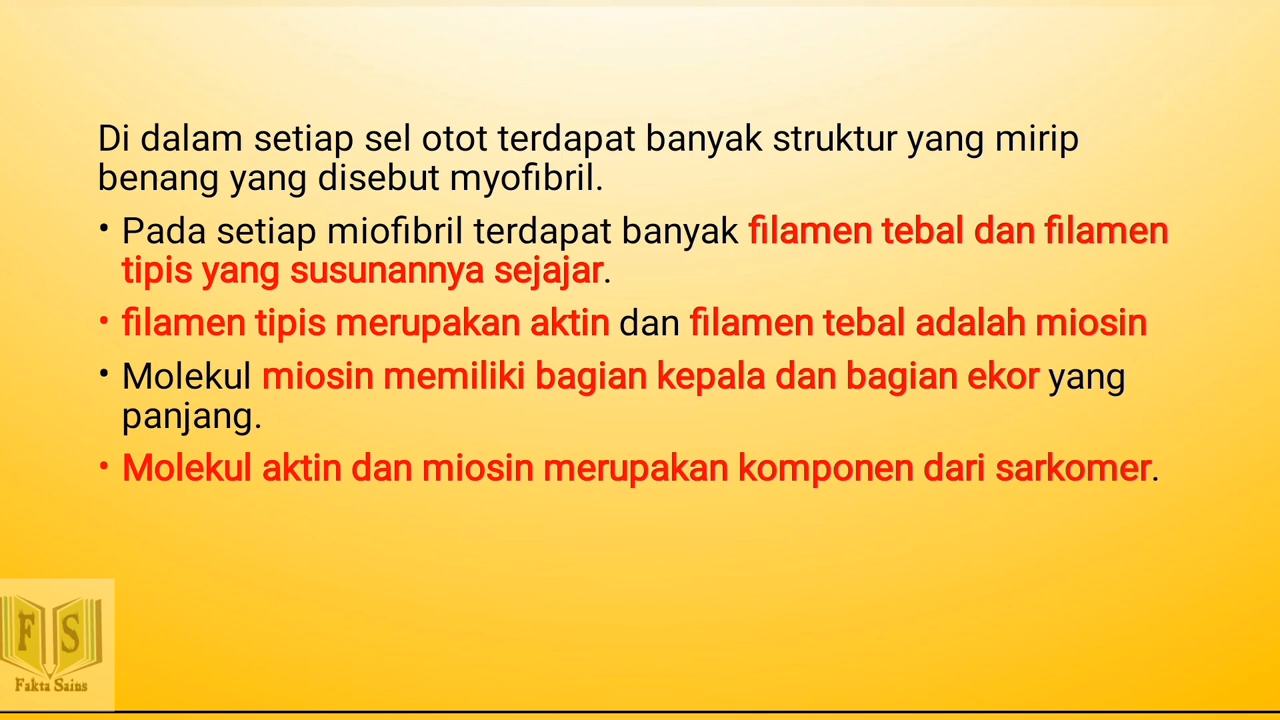 Di dalam setiap sel otot terdapat banyak struktur yang mirip
benang yang disebut myofibril.
• Pada setiap miofibril terdapat banyak filamen tebal dan filamen
tipis yang susunannya sejajar.
• filamen tipis merupakan aktin dan filamen tebal adalah miosin
• Molekul miosin memiliki bagian kepala dan bagian ekor yang
panjang.
• Molekul aktin dan miosin merupakan komponen dari sarkomer.
F S
Fakta Sains